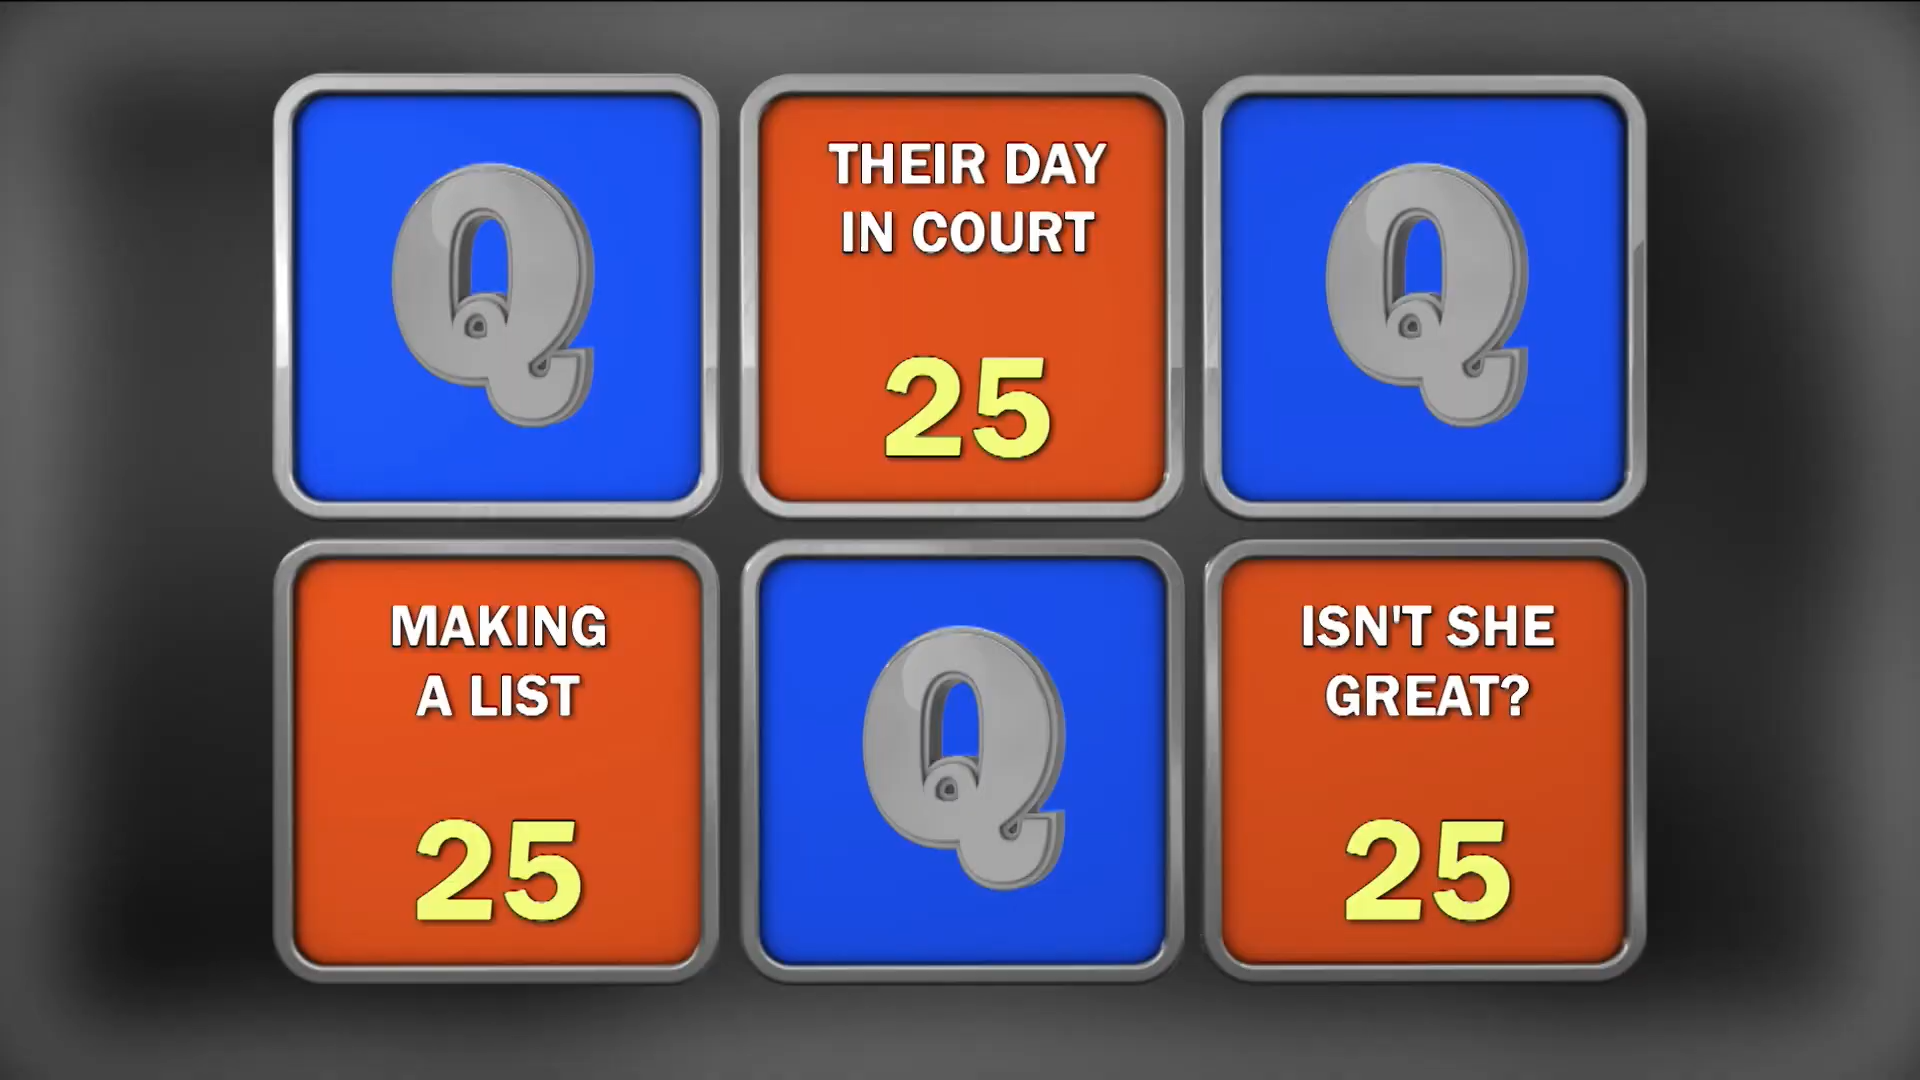 Q
THEIR DAY
IN COURT
25
Q
MAKING
A LIST
25
Q
ISN'T SHE
GREAT?
25